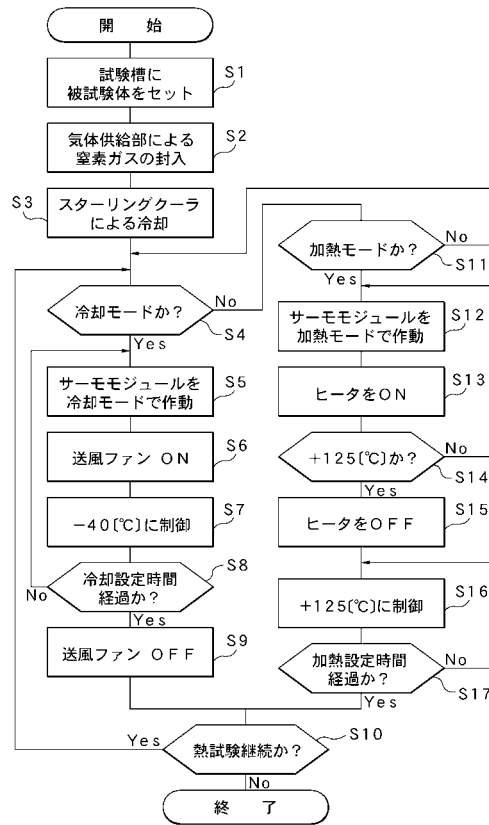 開 始
試験槽に
被試験体をセット
S1
気体供給部による
窒素ガスの封入
S2
S3
スターリングクーラ
による冷却
冷却モードか?
No
S4
Yes
サーモモジュールを
冷却モードで作動
S5
送風ファン ON
S6
-40[℃]に制御
S7
冷却設定時間
経過か?
S8
No
Yes
送風ファン OFF
S9
加熱モードか?
No
S11
Yes
サーモモジュールを
加熱モードで作動
S12
ヒータをON
S13
+125[℃]か?
No
S14
Yes
ヒータをOFF
S15
+125[℃]に制御
S16
加熱設定時間
経過か?
No
S17
Yes
熱試験継続か?
Yes
S10
No
終 了